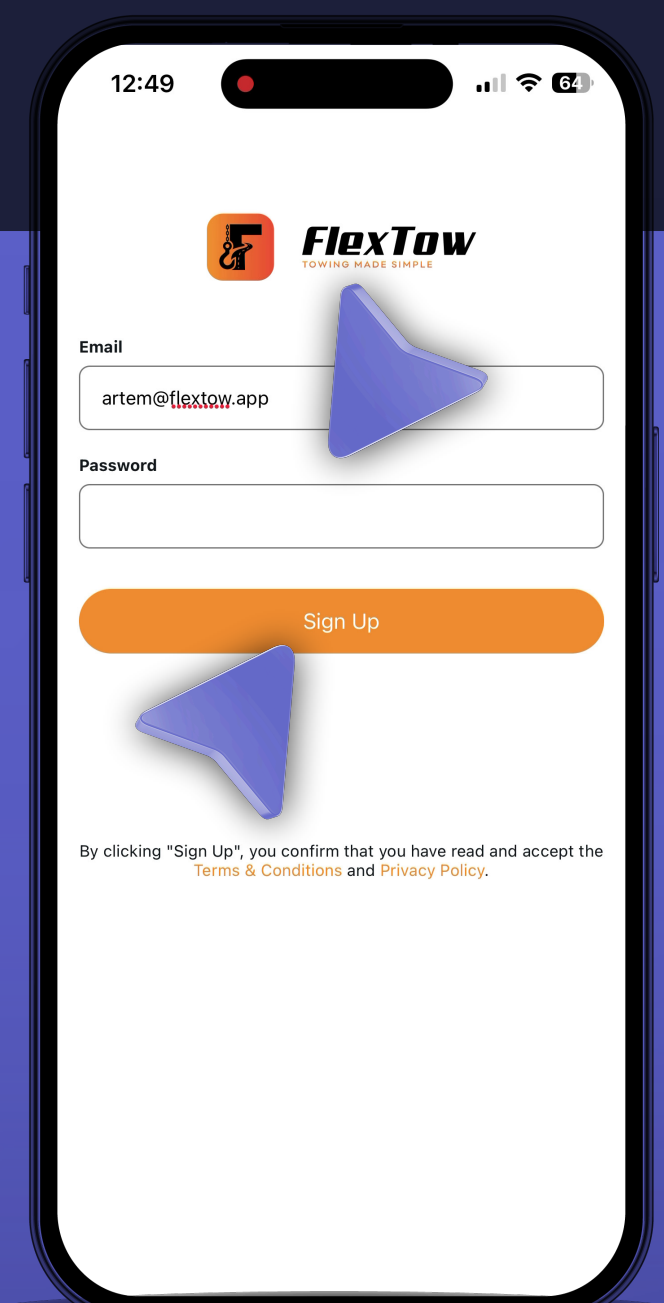 12:49
64
FlexTow
TOWING MADE SIMPLE
Email
artem@flextow.app
Password
Sign Up
By clicking "Sign Up", you confirm that you have read and accept the
Terms & Conditions and Privacy Policy.